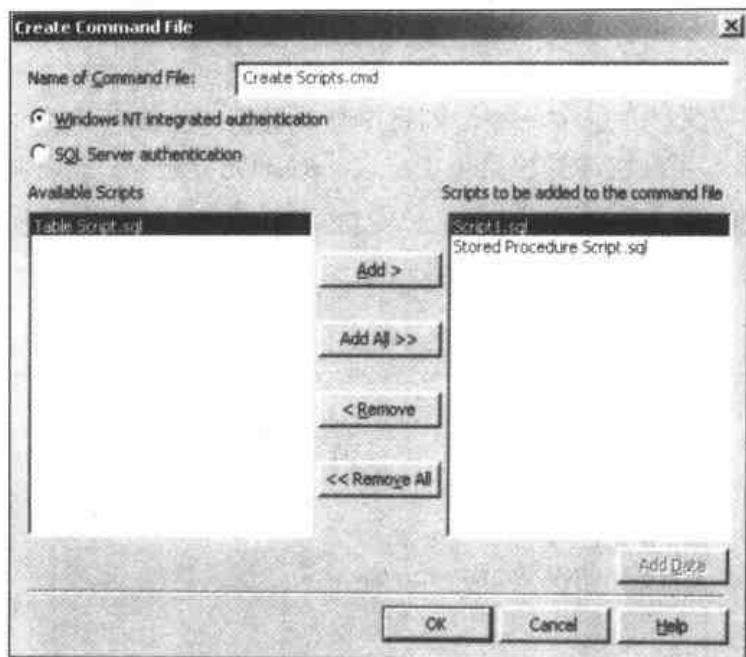 Create Command File
Name of Command File:
Create Scripts.cmd
Windows NT integrated authentication
SQL Server authentication
Available Scripts
Scripts to be added to the command file
Table Script.sql
Script1.sql
Stored Procedure Script.sql
Add >
Add All >>
< Remove
<< Remove All
Add Data
OK
Cancel
Help